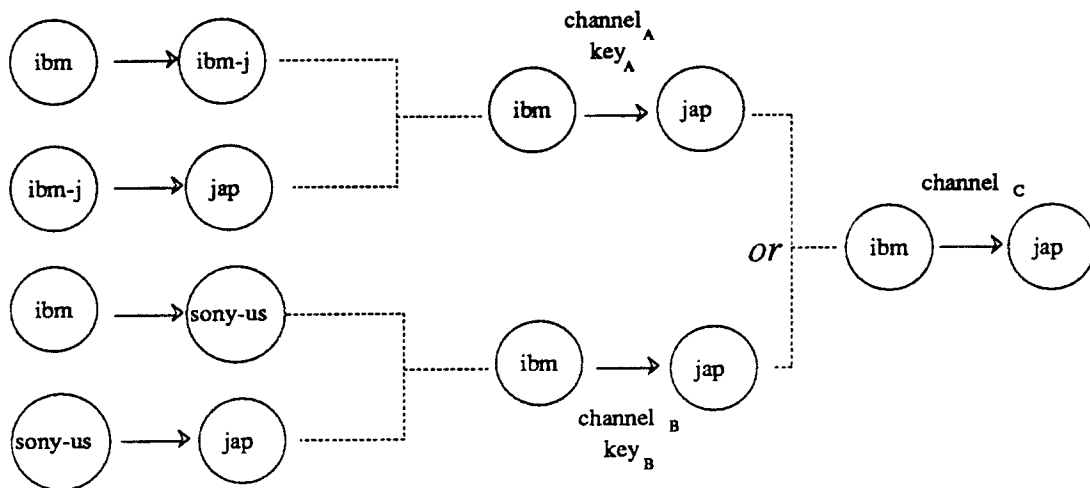 ibm
ibm-j
ibm-j
jap
ibm
sony-us
sony-us
jap
channel A
key A
ibm
jap
or
ibm
jap
channel B
key B
channel C
ibm
jap